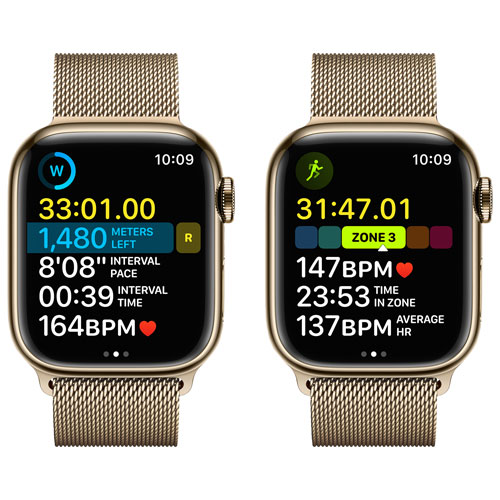 W
10:09
33:01.00
1,480 METERS LEFT
R
8'08" INTERVAL PACE
00:39 INTERVAL TIME
164BPM
10:09
31:47.01
ZONE 3
147BPM
23:53 TIME IN ZONE
137BPM AVERAGE HR